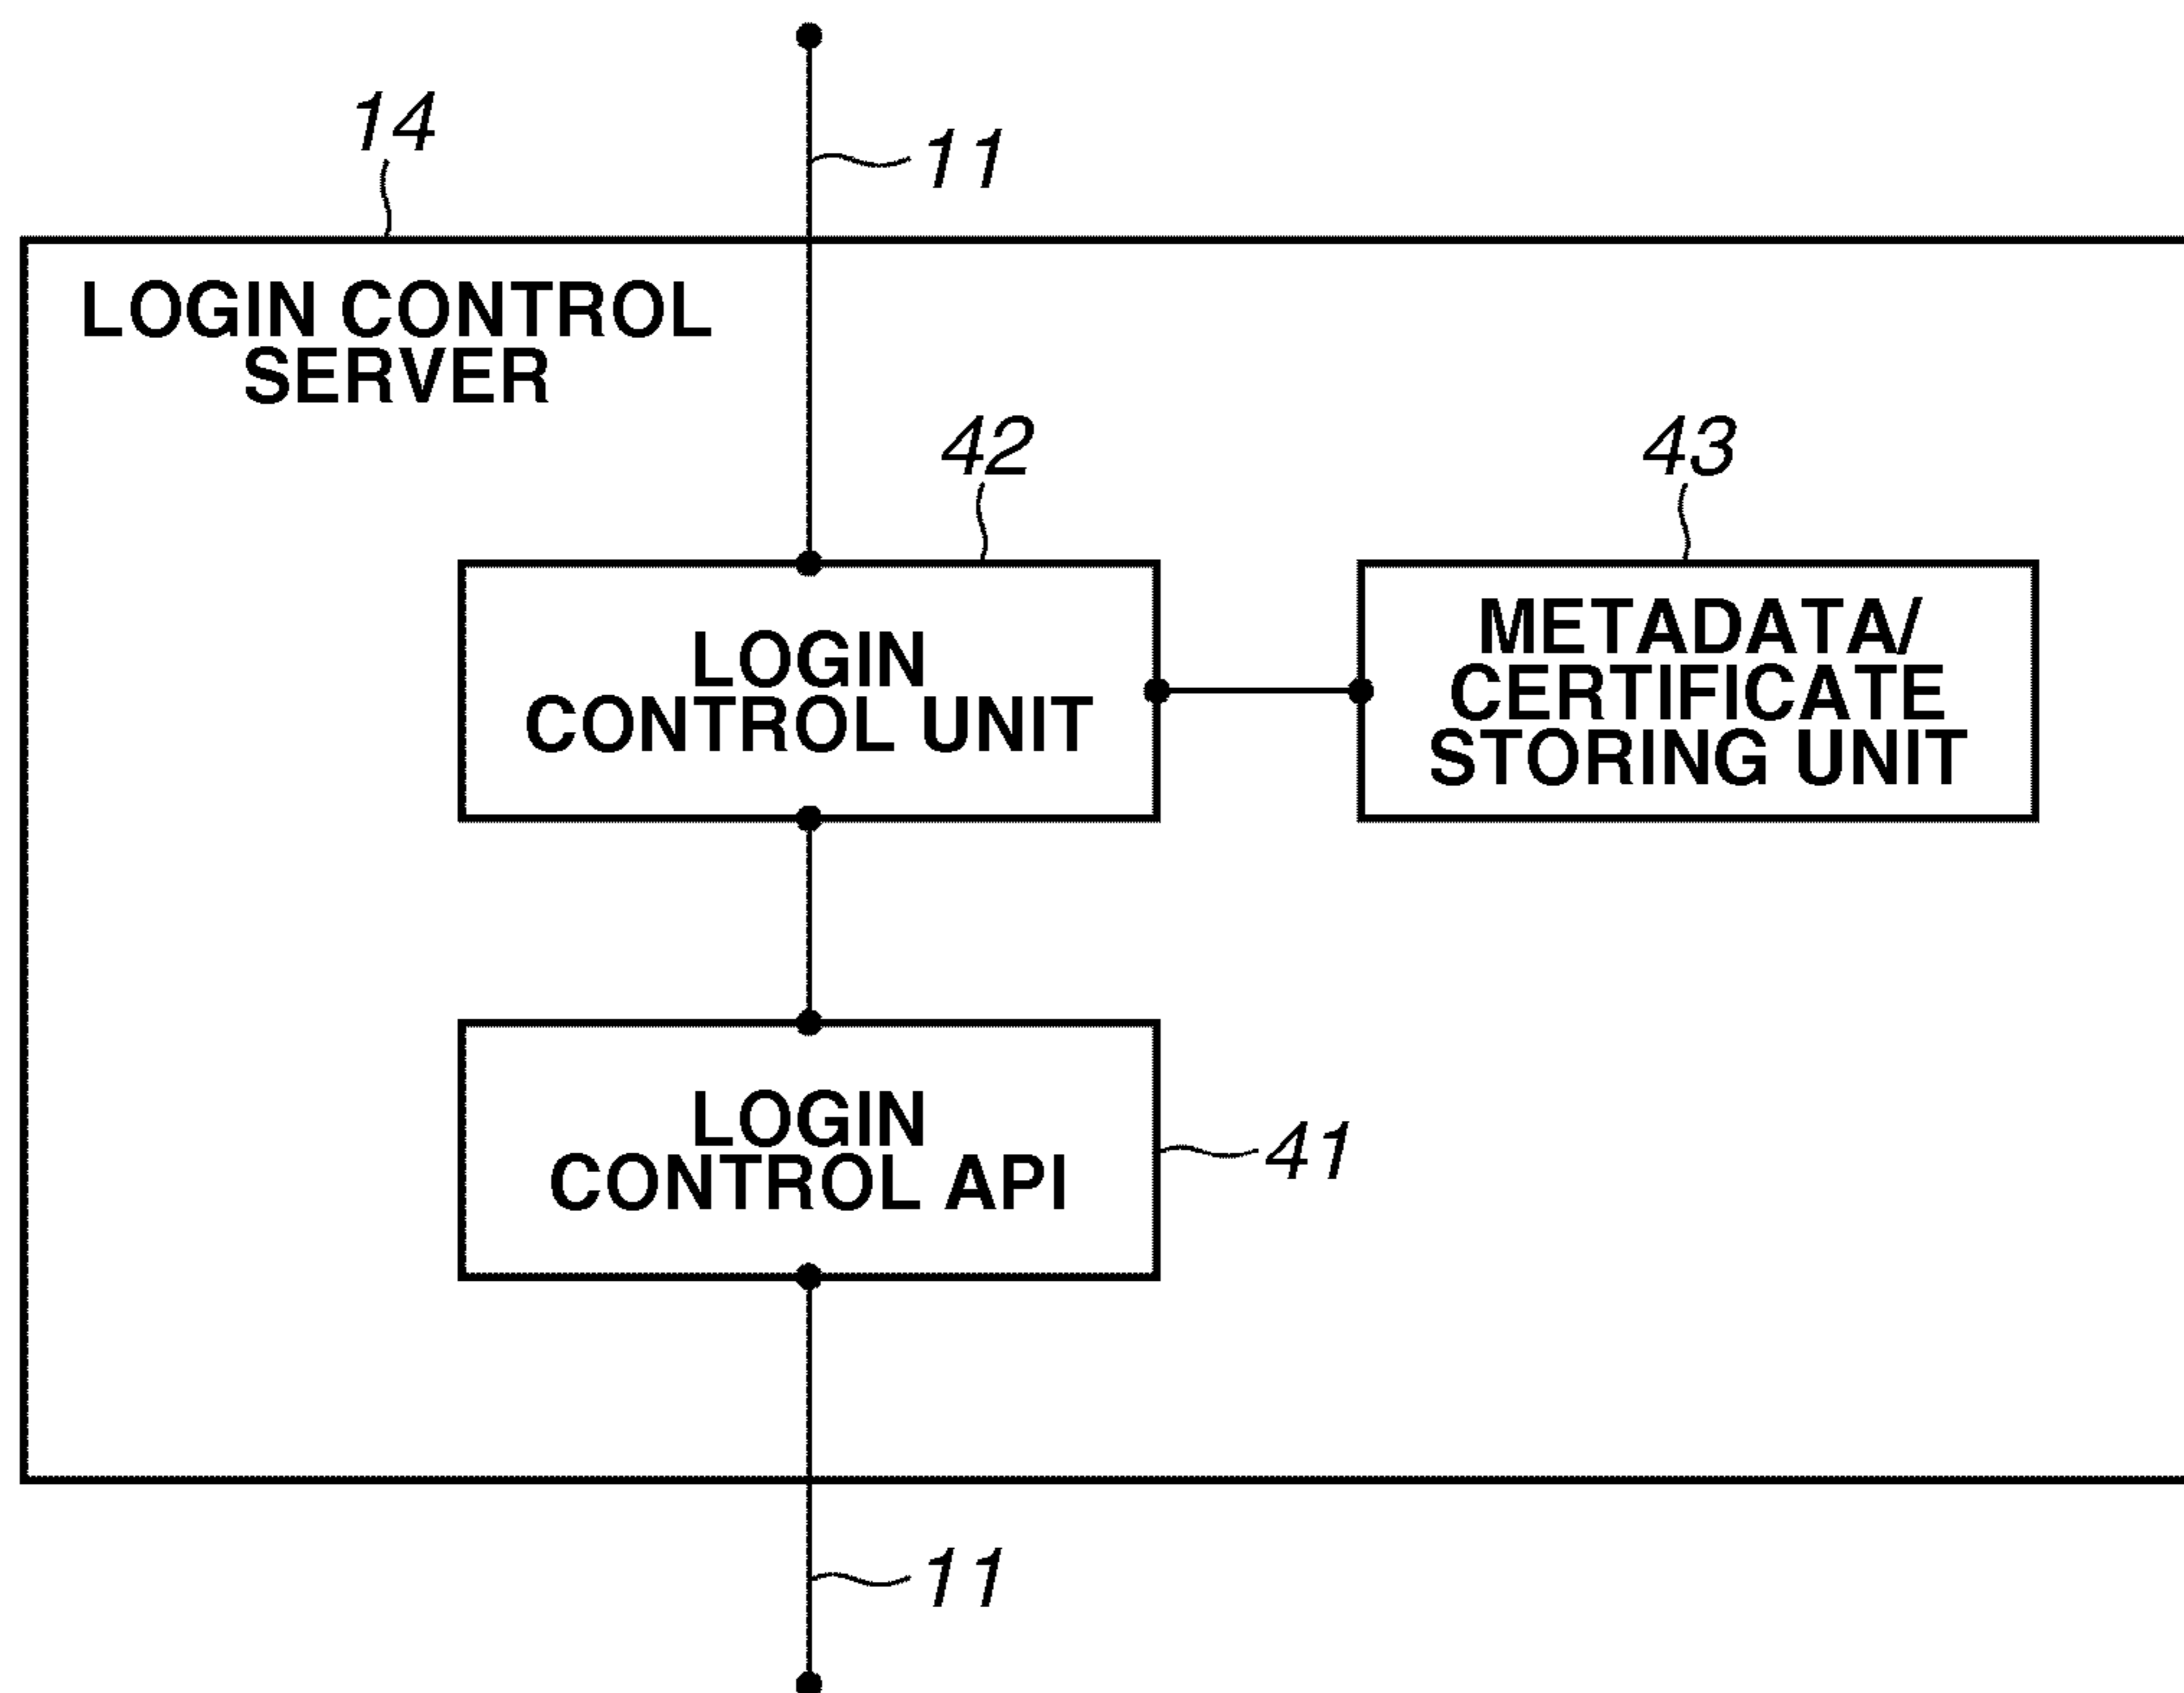 14
11
LOGIN CONTROL
SERVER
42
43
LOGIN
CONTROL UNIT
METADATA/
CERTIFICATE
STORING UNIT
LOGIN
CONTROL API
41
11